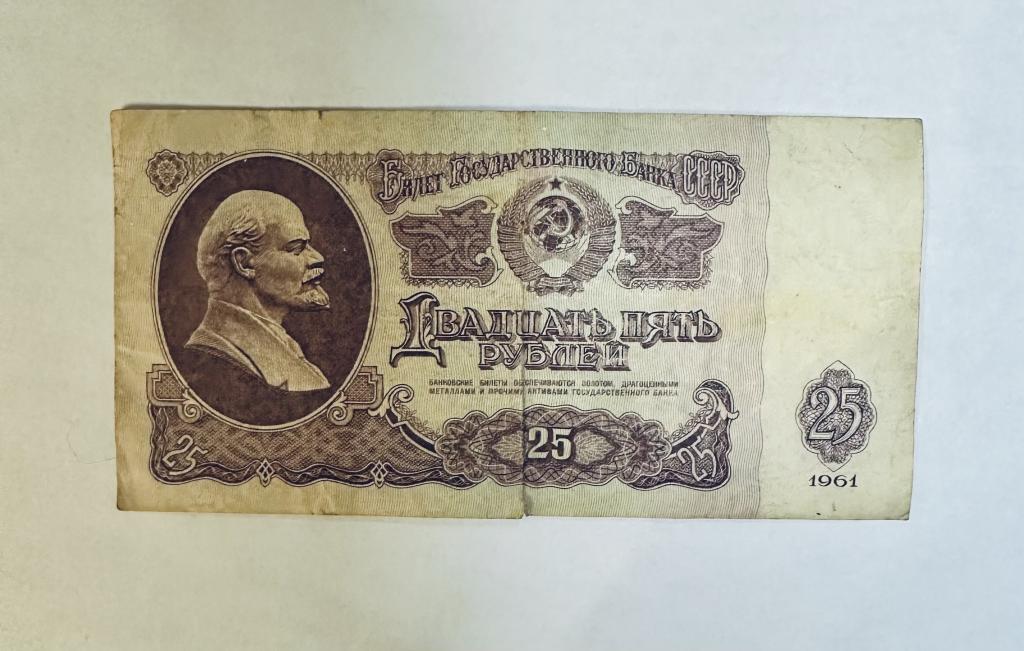 Билет Государственного Банка СССР
Двадцать пять
рублей
БАНКОВСКИЕ БИЛЕТЫ ОБЕСПЕЧИВАЮТСЯ ЗОЛОТОМ, ДРАГОЦЕННЫМИ
МЕТАЛЛАМИ И ПРОЧИМИ АКТИВАМИ ГОСУДАРСТВЕННОГО БАНКА
25
25
25
25
1961